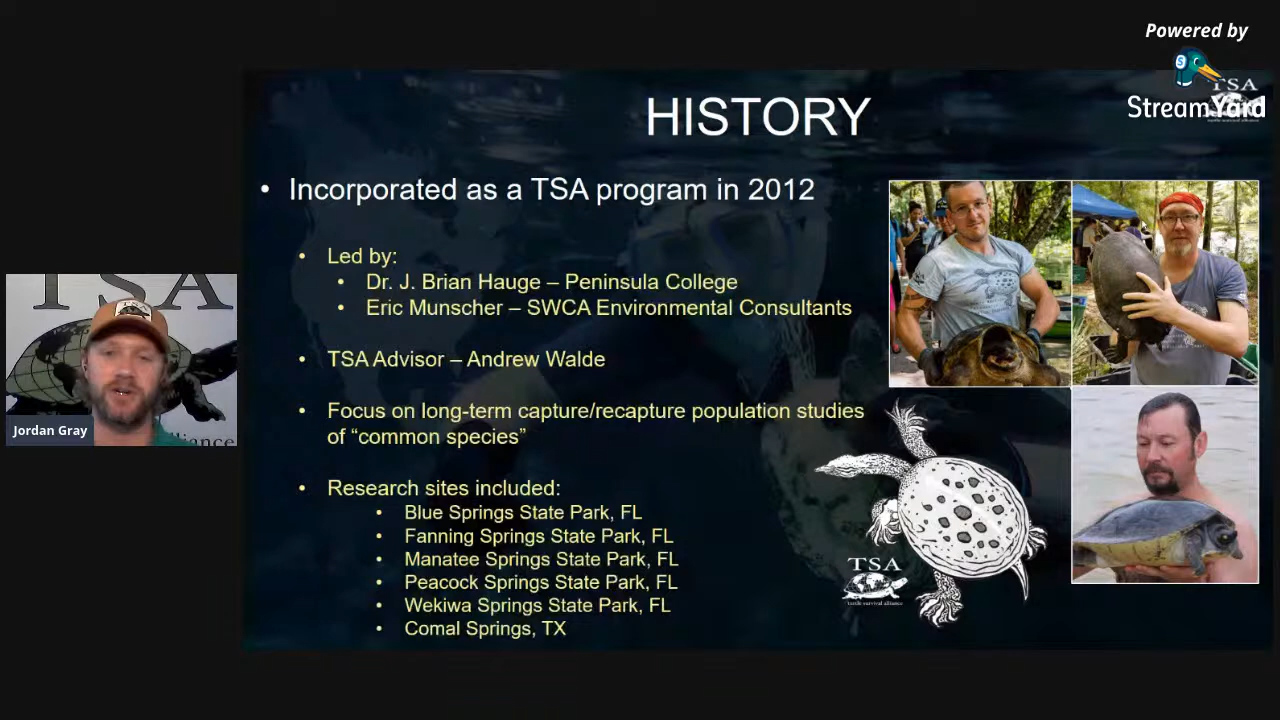 Powered by
StreamYard
TSA
HISTORY
• Incorporated as a TSA program in 2012
• Led by:
• Dr. J. Brian Hauge – Peninsula College
• Eric Munscher – SWCA Environmental Consultants
• TSA Advisor – Andrew Walde
• Focus on long-term capture/recapture population studies
of “common species”
• Research sites included:
• Blue Springs State Park, FL
• Fanning Springs State Park, FL
• Manatee Springs State Park, FL
• Peacock Springs State Park, FL
• Wekiwa Springs State Park, FL
• Comal Springs, TX
TSA
turtle survival alliance
TSA
Jordan Gray
lliance